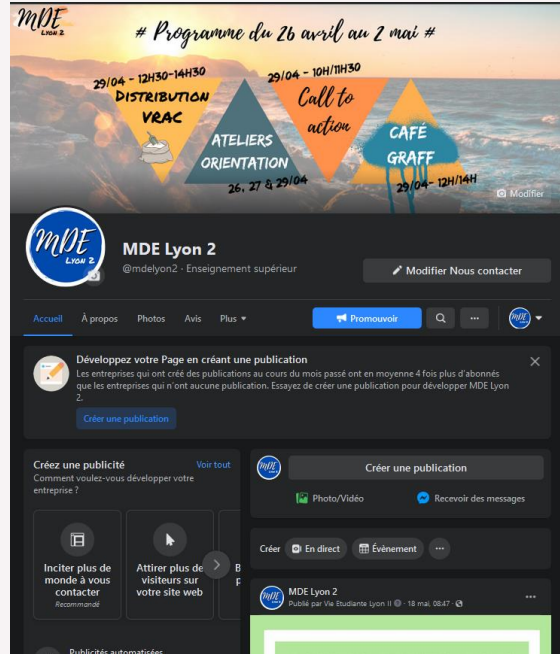 MDE
LYON 2
# Programme du 26 avril au 2 mai #
29/04 - 12H30-14H30
DISTRIBUTION
VRAC
ATELIERS
ORIENTATION
26, 27 & 29/04
29/04 - 10H/11H30
Call to
action
CAFÉ
GRAFF
29/04- 12H/14H
Modifier
MDE
LYON 2
MDE Lyon 2
@mdelyon2 · Enseignement supérieur
Modifier Nous contacter
Accueil À propos Photos Avis Plus
Promouvoir
Développez votre Page en créant une publication
Les entreprises qui ont créé des publications au cours du mois passé ont en moyenne 4 fois plus d'abonnés
que les entreprises qui n'ont aucune publication. Essayez de créer une publication pour développer MDE Lyon
2.
Créer une publication
Créez une publicité
Voir tout
Comment voulez-vous développer votre
entreprise ?
Inciter plus de
monde à vous
contacter
Recommandé
Attirer plus de
visiteurs sur
votre site web
B
p
Publicités automatisées
Créer une publication
Photo/Vidéo
Recevoir des messages
Créer
En direct
Évènement
MDE Lyon 2
Publié par Vie Etudiante Lyon II · 18 mai, 08:47